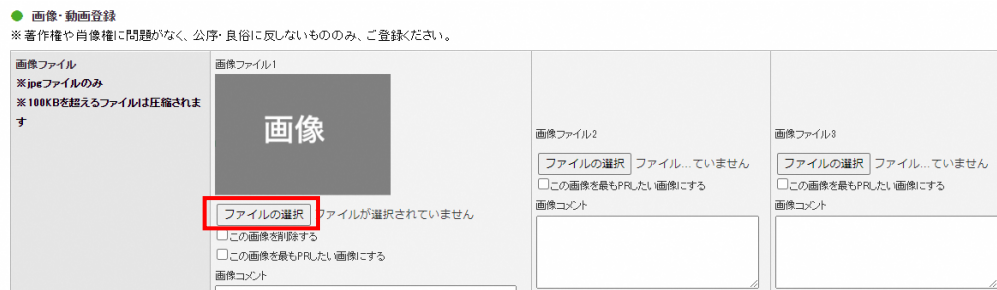 画像・動画登録
※著作権や肖像権に問題がなく、公序・良俗に反しないもののみ、ご登録ください。
画像ファイル
※jpgファイルのみ
※100KBを超えるファイルは圧縮されま
す
画像ファイル1
画像
ファイルの選択 ファイルが選択されていません
この画像を削除する
この画像を最もPRしたい画像にする
画像コメント
画像ファイル2
ファイルの選択 ファイル...ていません
この画像を最もPRしたい画像にする
画像コメント
画像ファイル3
ファイルの選択 ファイル...ていません
この画像を最もPRしたい画像にする
画像コメント